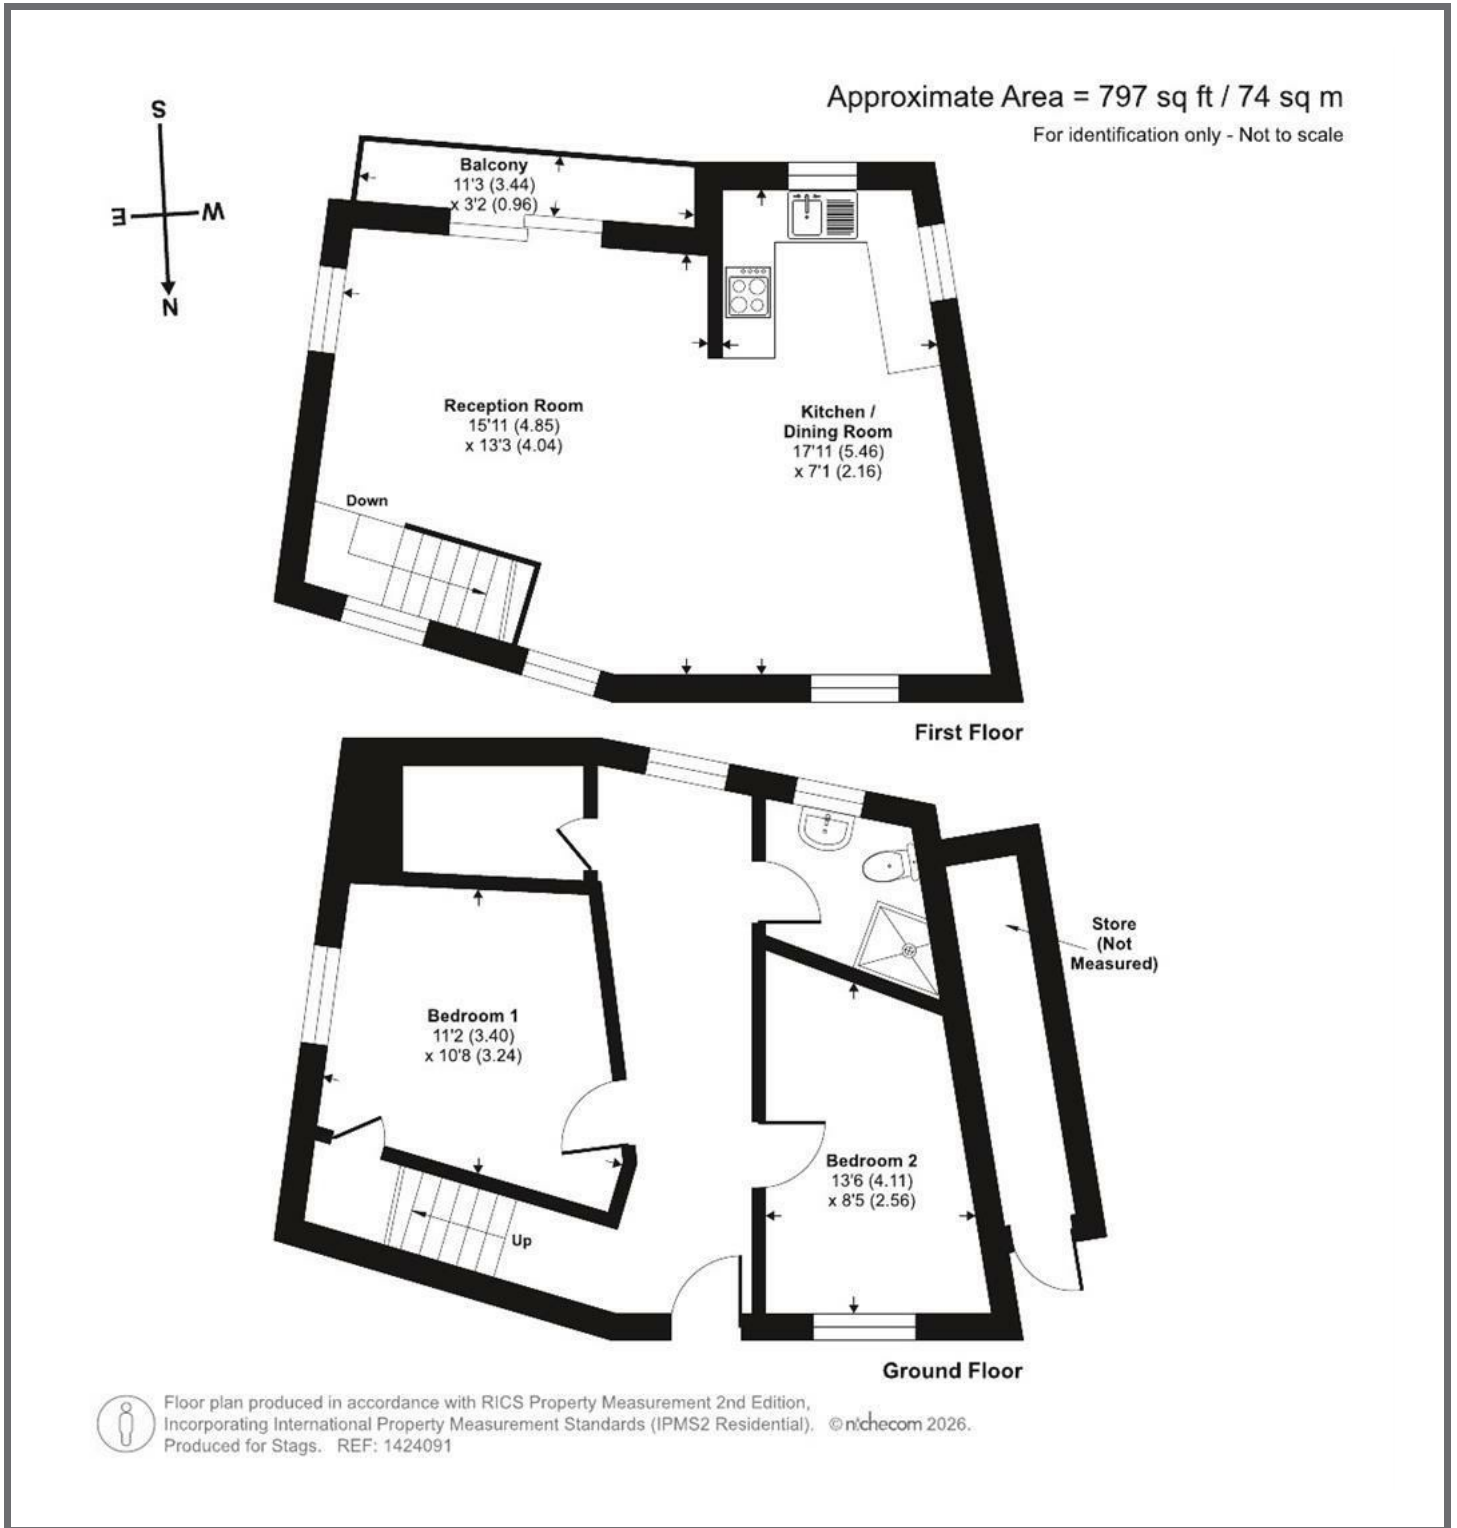 Approximate Area = 797 sq ft / 74 sq m
For identification only - Not to scale
S
E
W
N
Balcony
11'3 (3.44)
x 3'2 (0.96)
Reception Room
15'11 (4.85)
x 13'3 (4.04)
Kitchen /
Dining Room
17'11 (5.46)
x 7'1 (2.16)
Down
First Floor
Store
(Not
Measured)
Bedroom 1
11'2 (3.40)
x 10'8 (3.24)
Bedroom 2
13'6 (4.11)
x 8'5 (2.56)
Up
Ground Floor
Floor plan produced in accordance with RICS Property Measurement 2nd Edition,
Incorporating International Property Measurement Standards (IPMS2 Residential). © nichecom 2026.
Produced for Stags. REF: 1424091